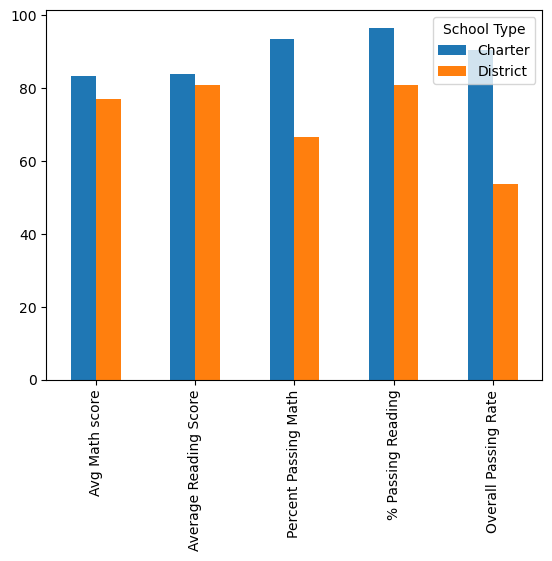 100
80
60
40
20
0
School Type
Charter
District
Avg Math score
Average Reading Score
Percent Passing Math
% Passing Reading
Overall Passing Rate